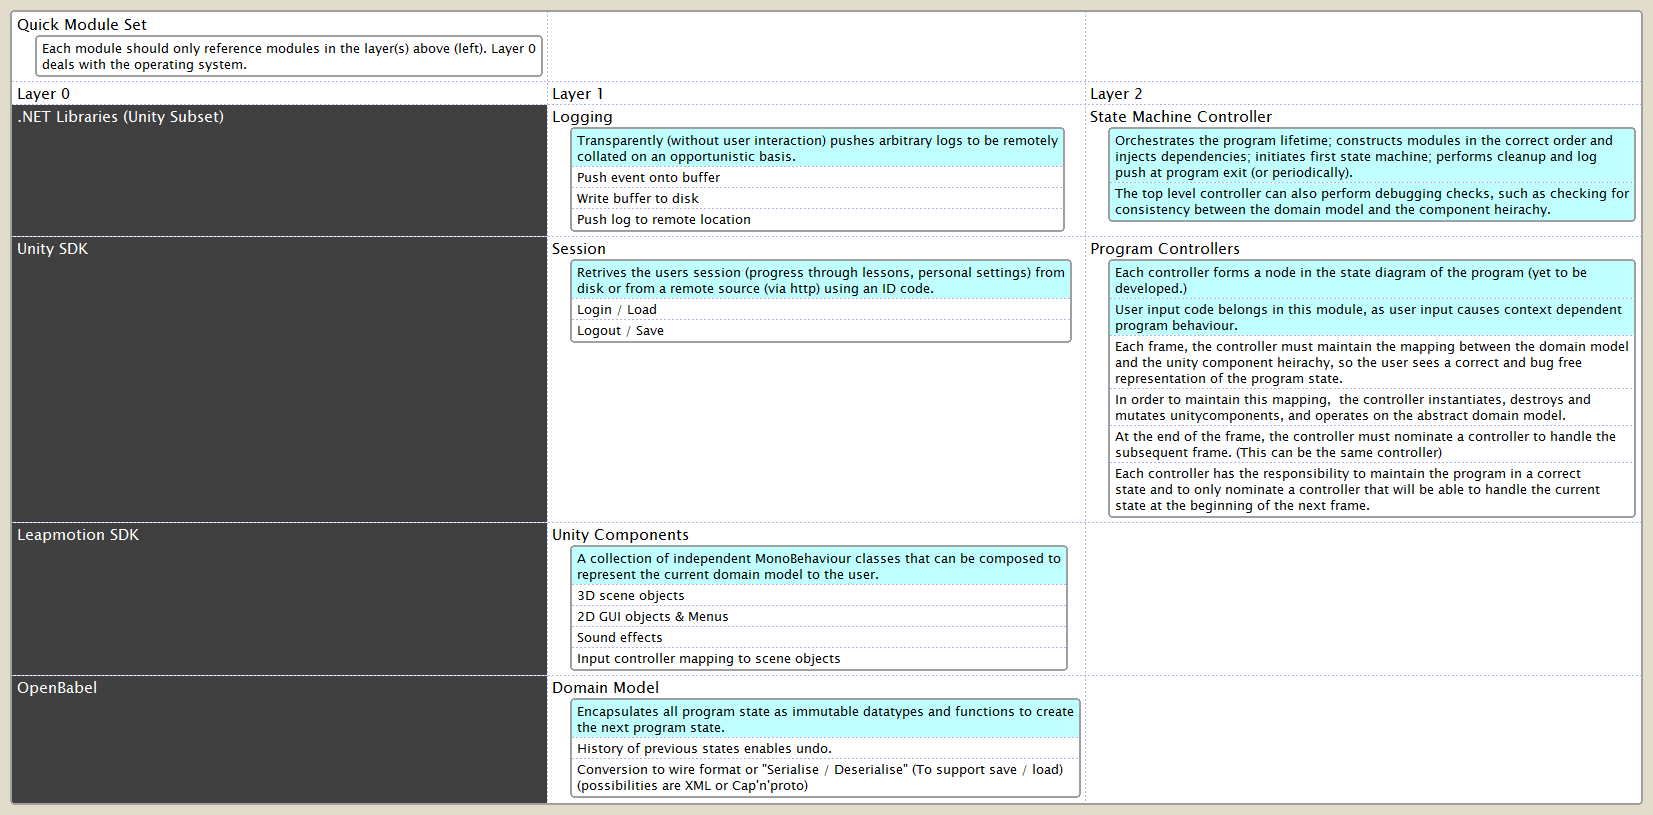 Quick Module Set
Each module should only reference modules in the layer(s) above (left). Layer 0
deals with the operating system.
Layer 0
Layer 1
Layer 2
.NET Libraries (Unity Subset)
Logging
Transparently (without user interaction) pushes arbitrary logs to be remotely
collated on an opportunistic basis.
Push event onto buffer
Write buffer to disk
Push log to remote location
State Machine Controller
Orchestrates the program lifetime; constructs modules in the correct order and
injects dependencies; initiates first state machine; performs cleanup and log
push at program exit (or periodically).
The top level controller can also perform debugging checks, such as checking for
consistency between the domain model and the component heirachy.
Unity SDK
Session
Retrives the users session (progress through lessons, personal settings) from
disk or from a remote source (via http) using an ID code.
Login / Load
Logout / Save
Program Controllers
Each controller forms a node in the state diagram of the program (yet to be
developed.)
User input code belongs in this module, as user input causes context dependent
program behaviour.
Each frame, the controller must maintain the mapping between the domain model
and the unity component heirachy, so the user sees a correct and bug free
representation of the program state.
In order to maintain this mapping,  the controller instantiates, destroys and
mutates unitycomponents, and operates on the abstract domain model.
At the end of the frame, the controller must nominate a controller to handle the
subsequent frame. (This can be the same controller)
Each controller has the responsibility to maintain the program in a correct
state and to only nominate a controller that will be able to handle the current
state at the beginning of the next frame.
Leapmotion SDK
Unity Components
A collection of independent MonoBehaviour classes that can be composed to
represent the current domain model to the user.
3D scene objects
2D GUI objects & Menus
Sound effects
Input controller mapping to scene objects
OpenBabel
Domain Model
Encapsulates all program state as immutable datatypes and functions to create
the next program state.
History of previous states enables undo.
Conversion to wire format or "Serialise / Deserialise" (To support save / load)
(possibilities are XML or Cap'n'proto)